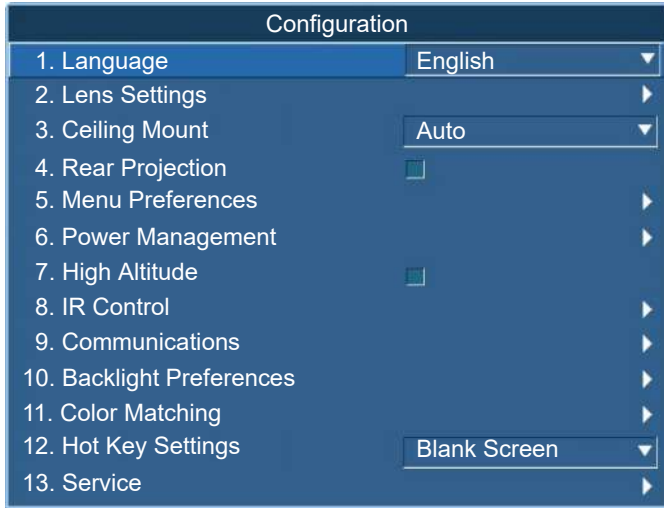 Configuration
1. Language English
2. Lens Settings
3. Ceiling Mount Auto
4. Rear Projection
5. Menu Preferences
6. Power Management
7. High Altitude
8. IR Control
9. Communications
10. Backlight Preferences
11. Color Matching
12. Hot Key Settings Blank Screen
13. Service